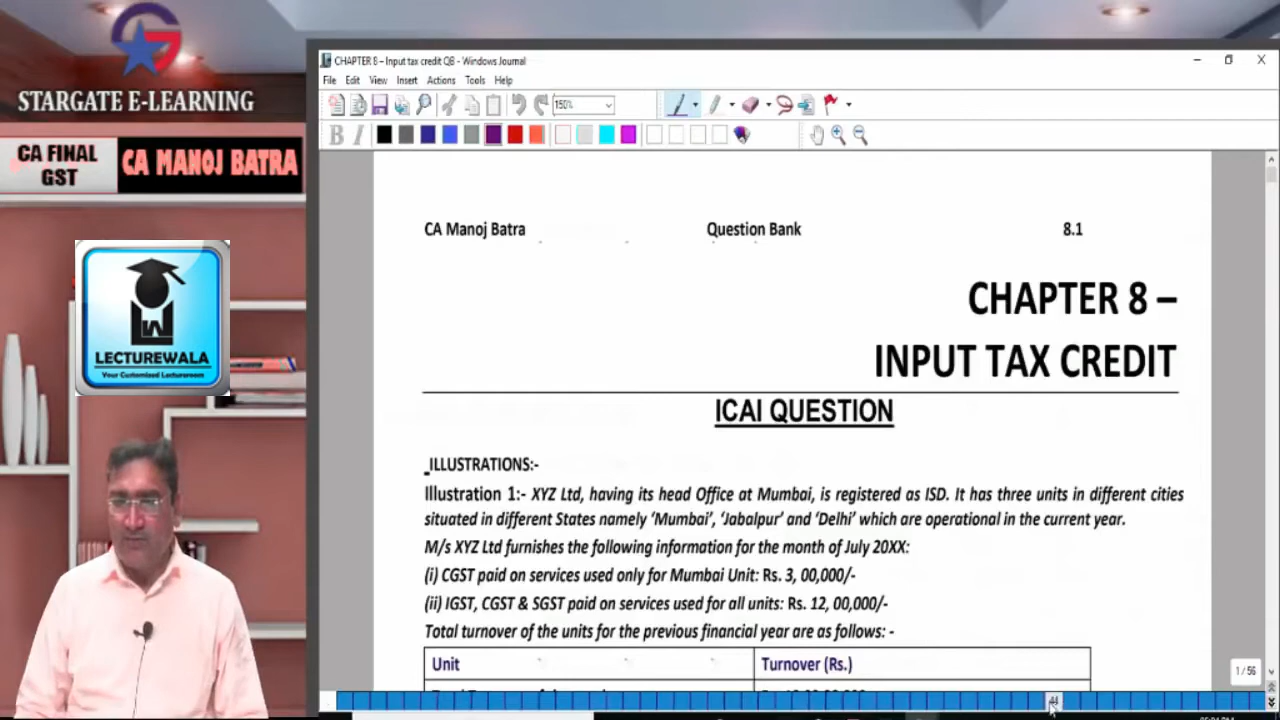 STARGATE E-LEARNING
CA FINAL
GST
CA MANOJ BATRA
LECTUREWALA
Your Customised Lectureroom
CHAPTER 8 – Input tax credit QB - Windows Journal
File Edit View Insert Actions Tools Help
150%
B I
CA Manoj Batra Question Bank 8.1
CHAPTER 8 –
INPUT TAX CREDIT
ICAI QUESTION
ILLUSTRATIONS:-
Illustration 1:- XYZ Ltd, having its head Office at Mumbai, is registered as ISD. It has three units in different cities
situated in different States namely ‘Mumbai’, ‘Jabalpur’ and ‘Delhi’ which are operational in the current year.
M/s XYZ Ltd furnishes the following information for the month of July 20XX:
(i) CGST paid on services used only for Mumbai Unit: Rs. 3, 00,000/-
(ii) IGST, CGST & SGST paid on services used for all units: Rs. 12, 00,000/-
Total turnover of the units for the previous financial year are as follows: -
Unit Turnover (Rs.)
1 / 56